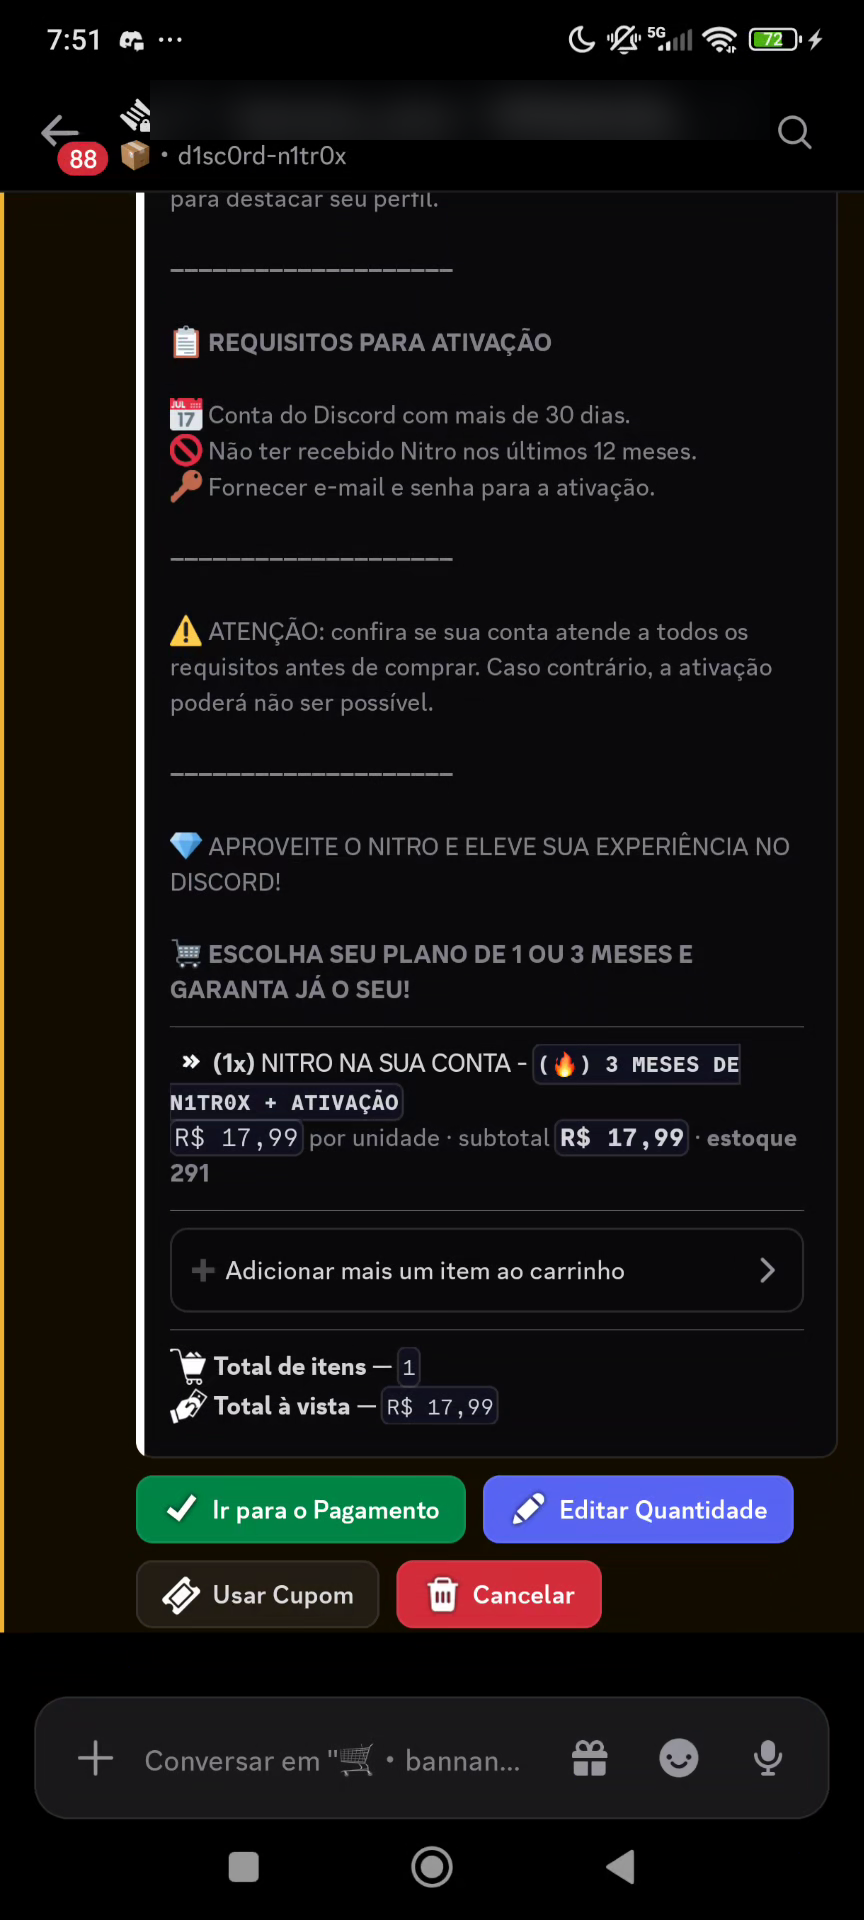 7:51
5G
72
88
• d1sc0rd-n1tr0x
para destacar seu perfil.
────────────────────
REQUISITOS PARA ATIVAÇÃO
JUL
17
Conta do Discord com mais de 30 dias.
Não ter recebido Nitro nos últimos 12 meses.
Fornecer e-mail e senha para a ativação.
────────────────────
ATENÇÃO: confira se sua conta atende a todos os
requisitos antes de comprar. Caso contrário, a ativação
poderá não ser possível.
────────────────────
APROVEITE O NITRO E ELEVE SUA EXPERIÊNCIA NO
DISCORD!
ESCOLHA SEU PLANO DE 1 OU 3 MESES E
GARANTA JÁ O SEU!
» (1x) NITRO NA SUA CONTA - (🔥) 3 MESES DE
N1TR0X + ATIVAÇÃO
R$ 17,99 por unidade · subtotal R$ 17,99 · estoque
291
Adicionar mais um item ao carrinho
Total de itens — 1
Total à vista — R$ 17,99
Ir para o Pagamento
Editar Quantidade
Usar Cupom
Cancelar
Conversar em "🛒 • bannan...